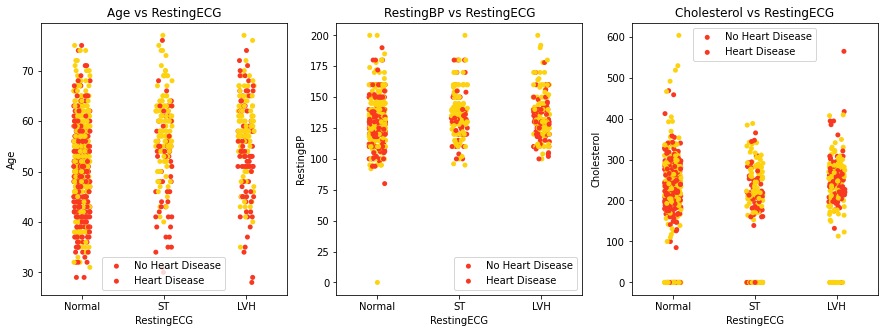 Age vs RestingECG
Age
70
60
50
40
30
Normal
ST
LVH
RestingECG
No Heart Disease
Heart Disease
RestingBP vs RestingECG
RestingBP
200
175
150
125
100
75
50
25
0
Normal
ST
LVH
RestingECG
No Heart Disease
Heart Disease
Cholesterol vs RestingECG
Cholesterol
600
500
400
300
200
100
0
Normal
ST
LVH
RestingECG
No Heart Disease
Heart Disease